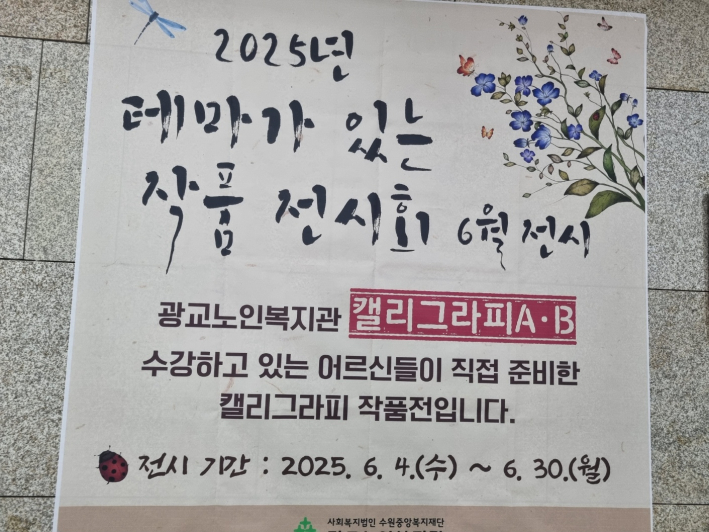 2025년
테마가 있는
작품 전시회 6월 전시
광교노인복지관 캘리그라피A·B
수강하고 있는 어르신들이 직접 준비한
캘리그라피 작품전입니다.
전시 기간 : 2025. 6. 4.(수) ~ 6. 30.(월)
사회복지법인 수원중앙복지재단